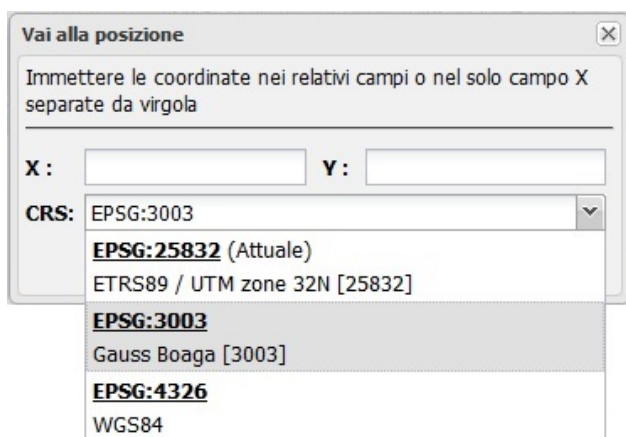 Vai alla posizione
Immettere le coordinate nei relativi campi o nel solo campo X
separate da virgola
X : Y :
CRS: EPSG:3003
EPSG:25832 (Attuale)
ETRS89 / UTM zone 32N [25832]
EPSG:3003
Gauss Boaga [3003]
EPSG:4326
WGS84